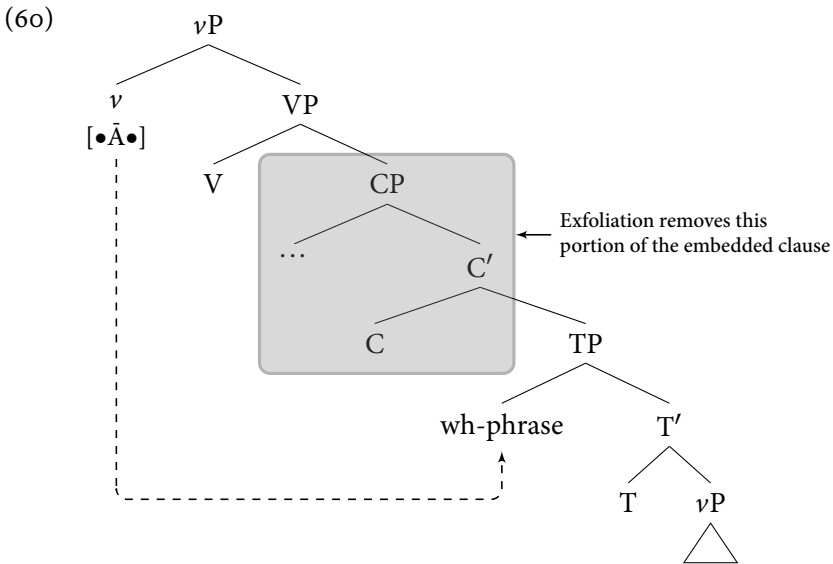 (60)
vP
v VP
[•Ā•]
V CP
Exfoliation removes this
portion of the embedded clause
… C′
C TP
wh-phrase T′
T vP